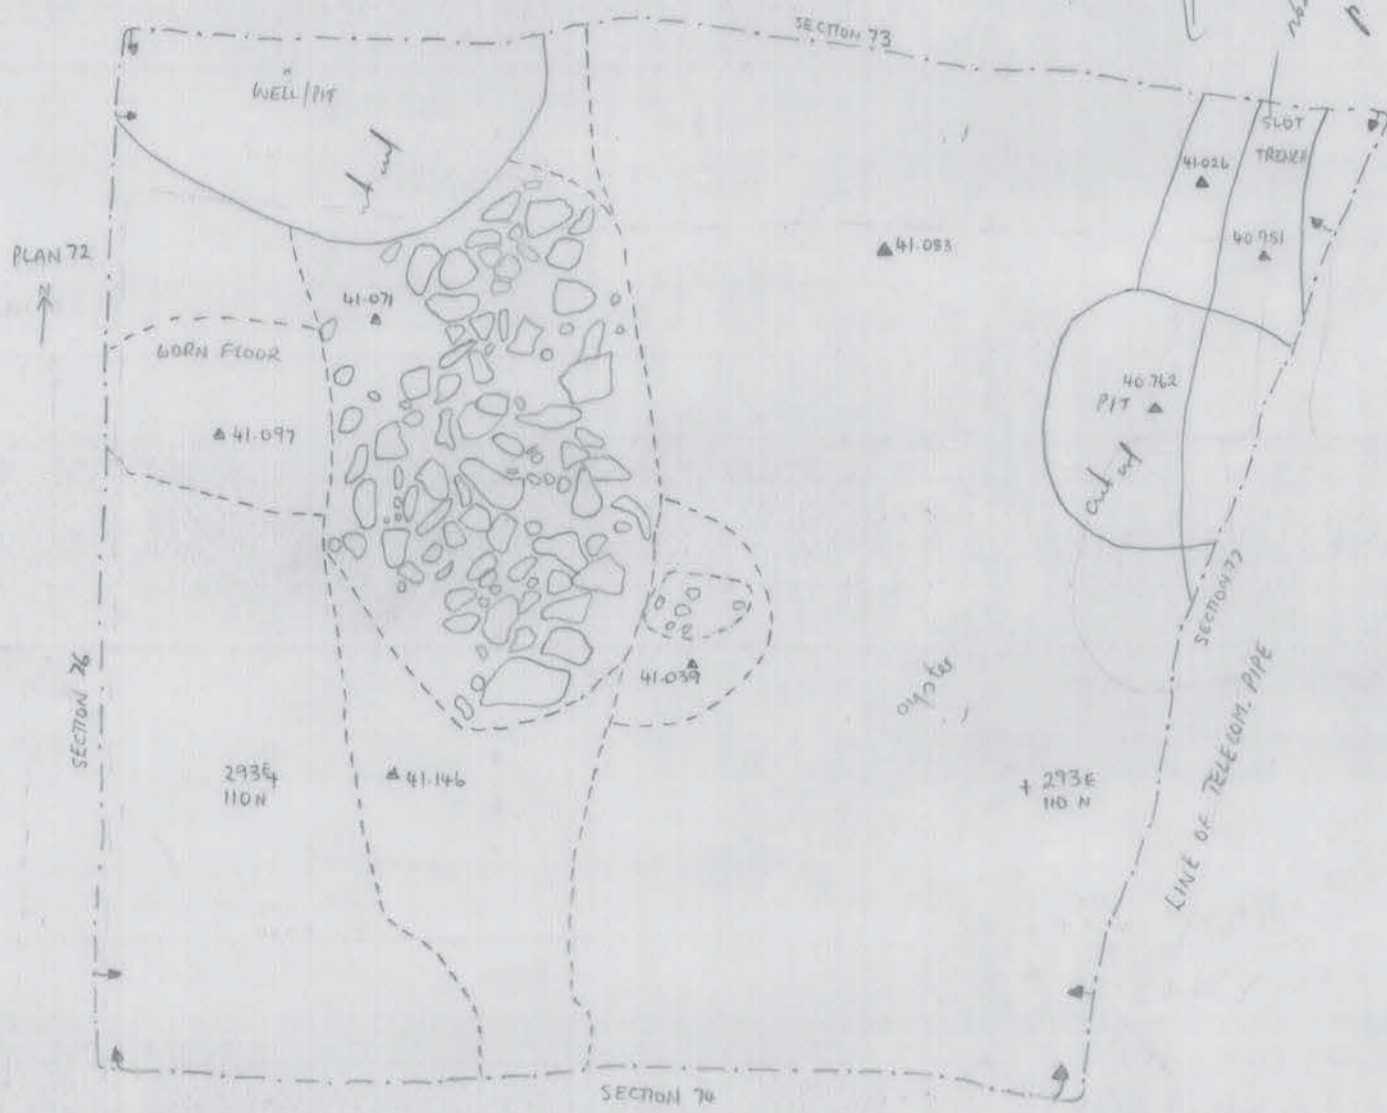 SECTION 73
WELL/PIT
SLOT
TRENCH
41.026
40.951
41.083
PLAN 72
N
41.071
WORN FLOOR
41.097
40.762
PIT
SECTION 76
41.039
oyster
293E
110N
41.146
293E
110 N
LINE OF TELECOM. PIPE
SECTION 74